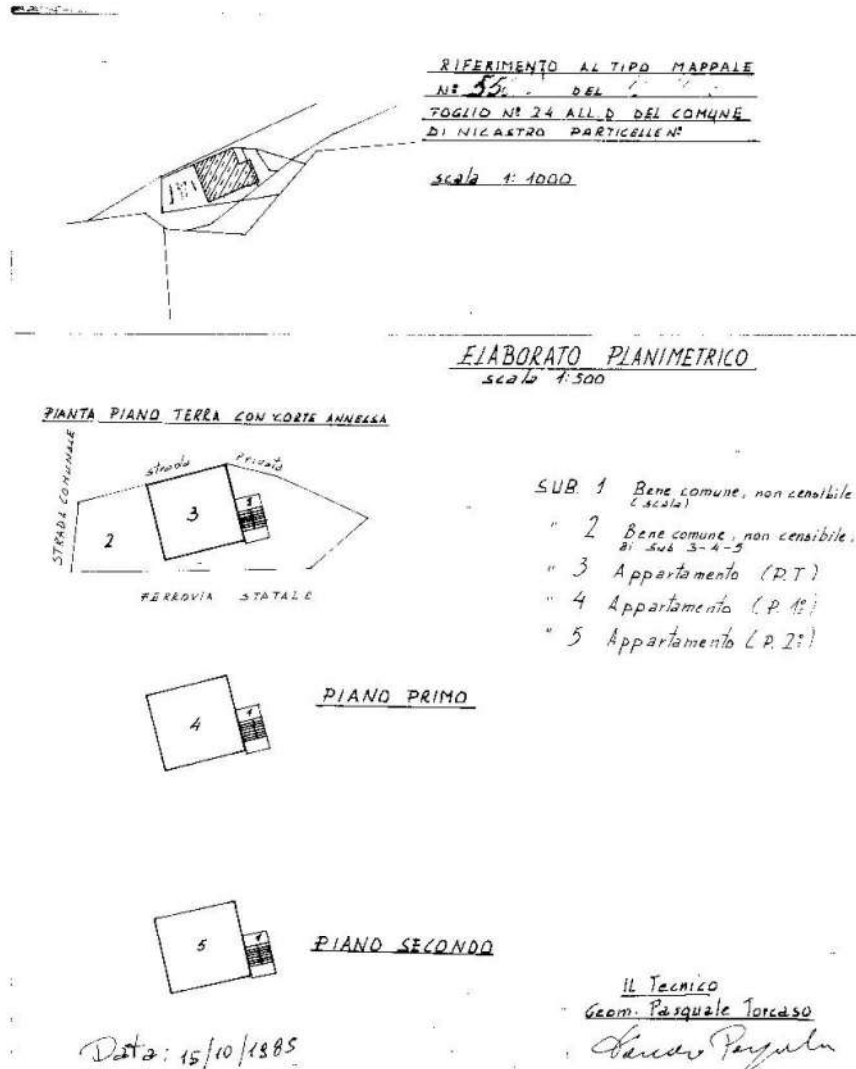 RIFERIMENTO AL TIPO MAPPALE
Nº 55 DEL
FOGLIO Nº 24 ALL. D DEL COMUNE
DI NICASTRO PARTICELLE Nº
scala 1: 1000
ELABORATO PLANIMETRICO
scala 1:500
PIANTA PIANO TERRA CON CORTE ANNESSA
STRADA COMUNALE
strada Privata
2
3
1
FERROVIA STATALE
SUB. 1 Bene comune, non censibile
(scala)
" 2 Bene comune, non censibile,
ai sub 3-4-5
" 3 Appartamento (P.T)
" 4 Appartamento (P. 1º)
" 5 Appartamento (P. 2º)
4
1
PIANO PRIMO
5
1
PIANO SECONDO
IL Tecnico
Geom. Pasquale Torcaso
Data: 15/10/1985